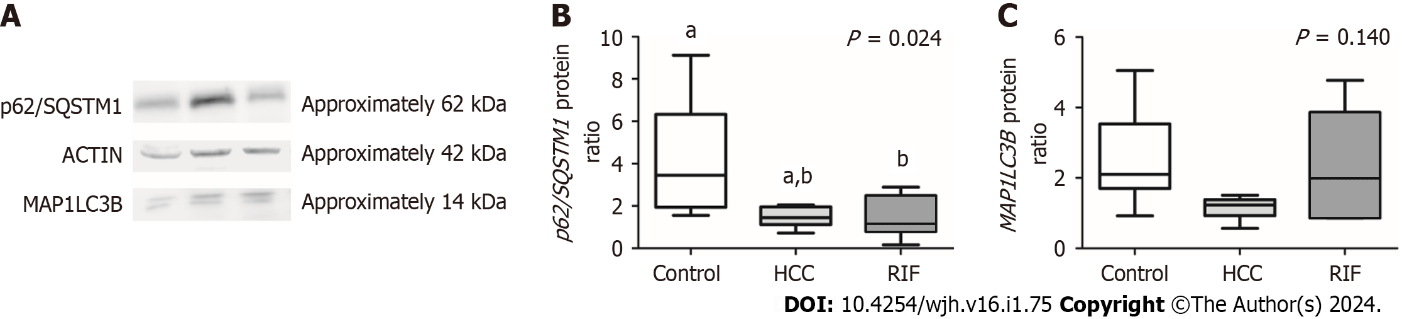 A
p62/SQSTM1
Approximately 62 kDa
ACTIN
Approximately 42 kDa
MAP1LC3B
Approximately 14 kDa
B
p62/SQSTM1 protein
ratio
10
8
6
4
2
0
a
P = 0.024
a,b
b
Control
HCC
RIF
C
MAP1LC3B protein
ratio
6
4
2
0
P = 0.140
Control
HCC
RIF
DOI: 10.4254/wjh.v16.i1.75 Copyright ©The Author(s) 2024.